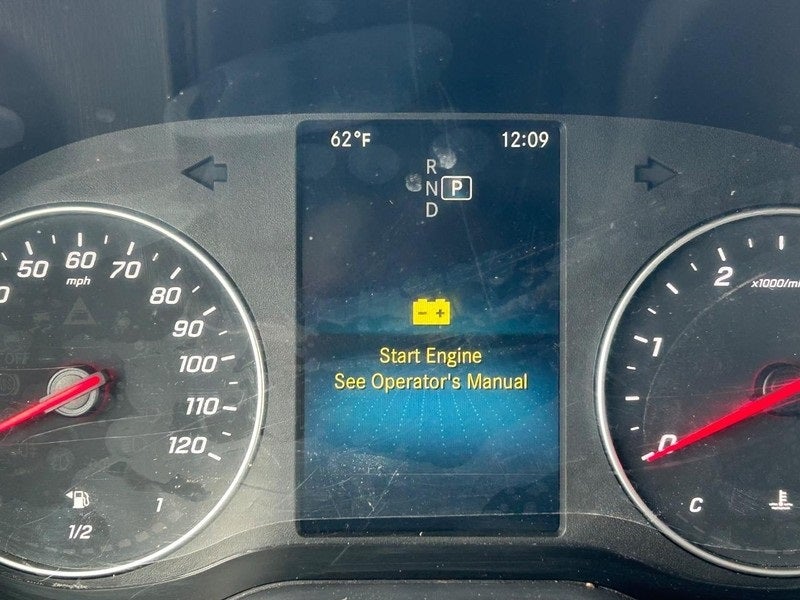 62°F 12:09
R
N P
D
50 60 70 80 90 100 110 120
mph
- +
Start Engine
See Operator's Manual
1/2 1
0 1 2
x1000/mi
C
OFF